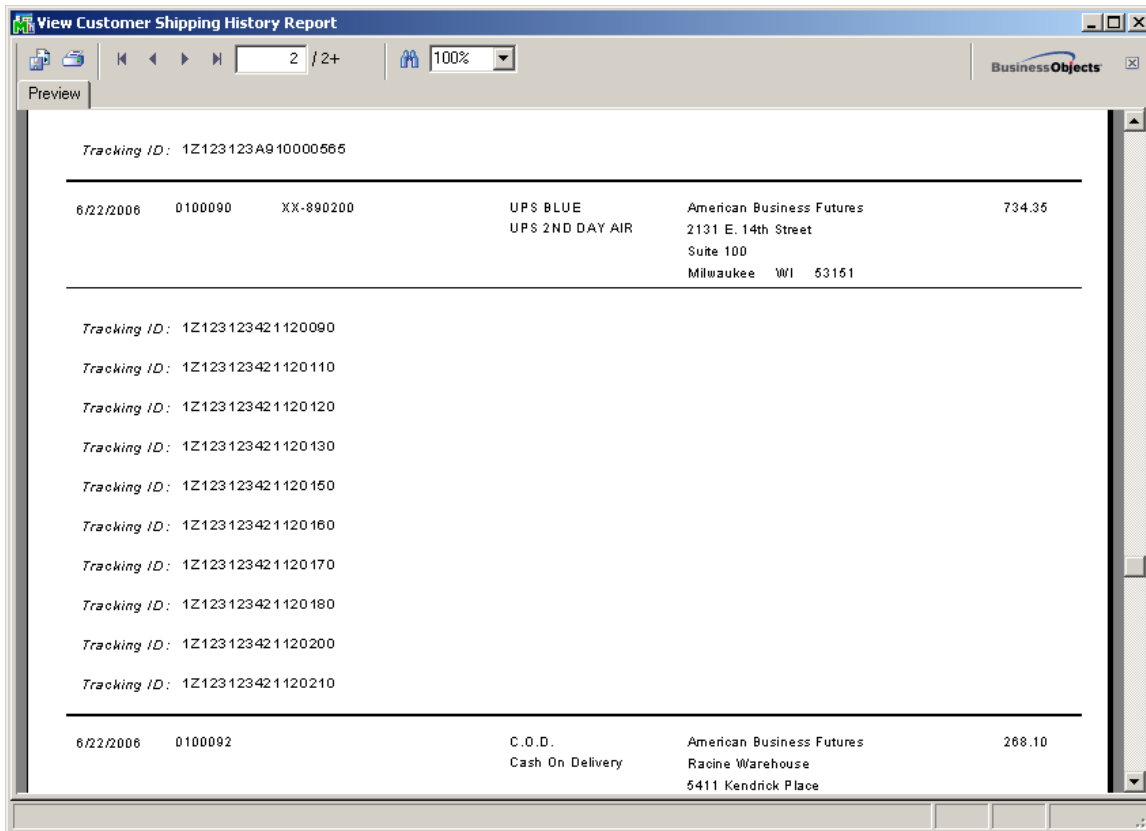 View Customer Shipping History Report
2 / 2+ 100% BusinessObjects
Preview
Tracking ID: 1Z123123A910000565
6/22/2006 0100090 XX-890200 UPS BLUE American Business Futures 734.35
UPS 2ND DAY AIR 2131 E. 14th Street
Suite 100
Milwaukee WI 53151
Tracking ID: 1Z123123421120090
Tracking ID: 1Z123123421120110
Tracking ID: 1Z123123421120120
Tracking ID: 1Z123123421120130
Tracking ID: 1Z123123421120150
Tracking ID: 1Z123123421120160
Tracking ID: 1Z123123421120170
Tracking ID: 1Z123123421120180
Tracking ID: 1Z123123421120200
Tracking ID: 1Z123123421120210
6/22/2006 0100092 C.O.D. American Business Futures 268.10
Cash On Delivery Racine Warehouse
5411 Kendrick Place